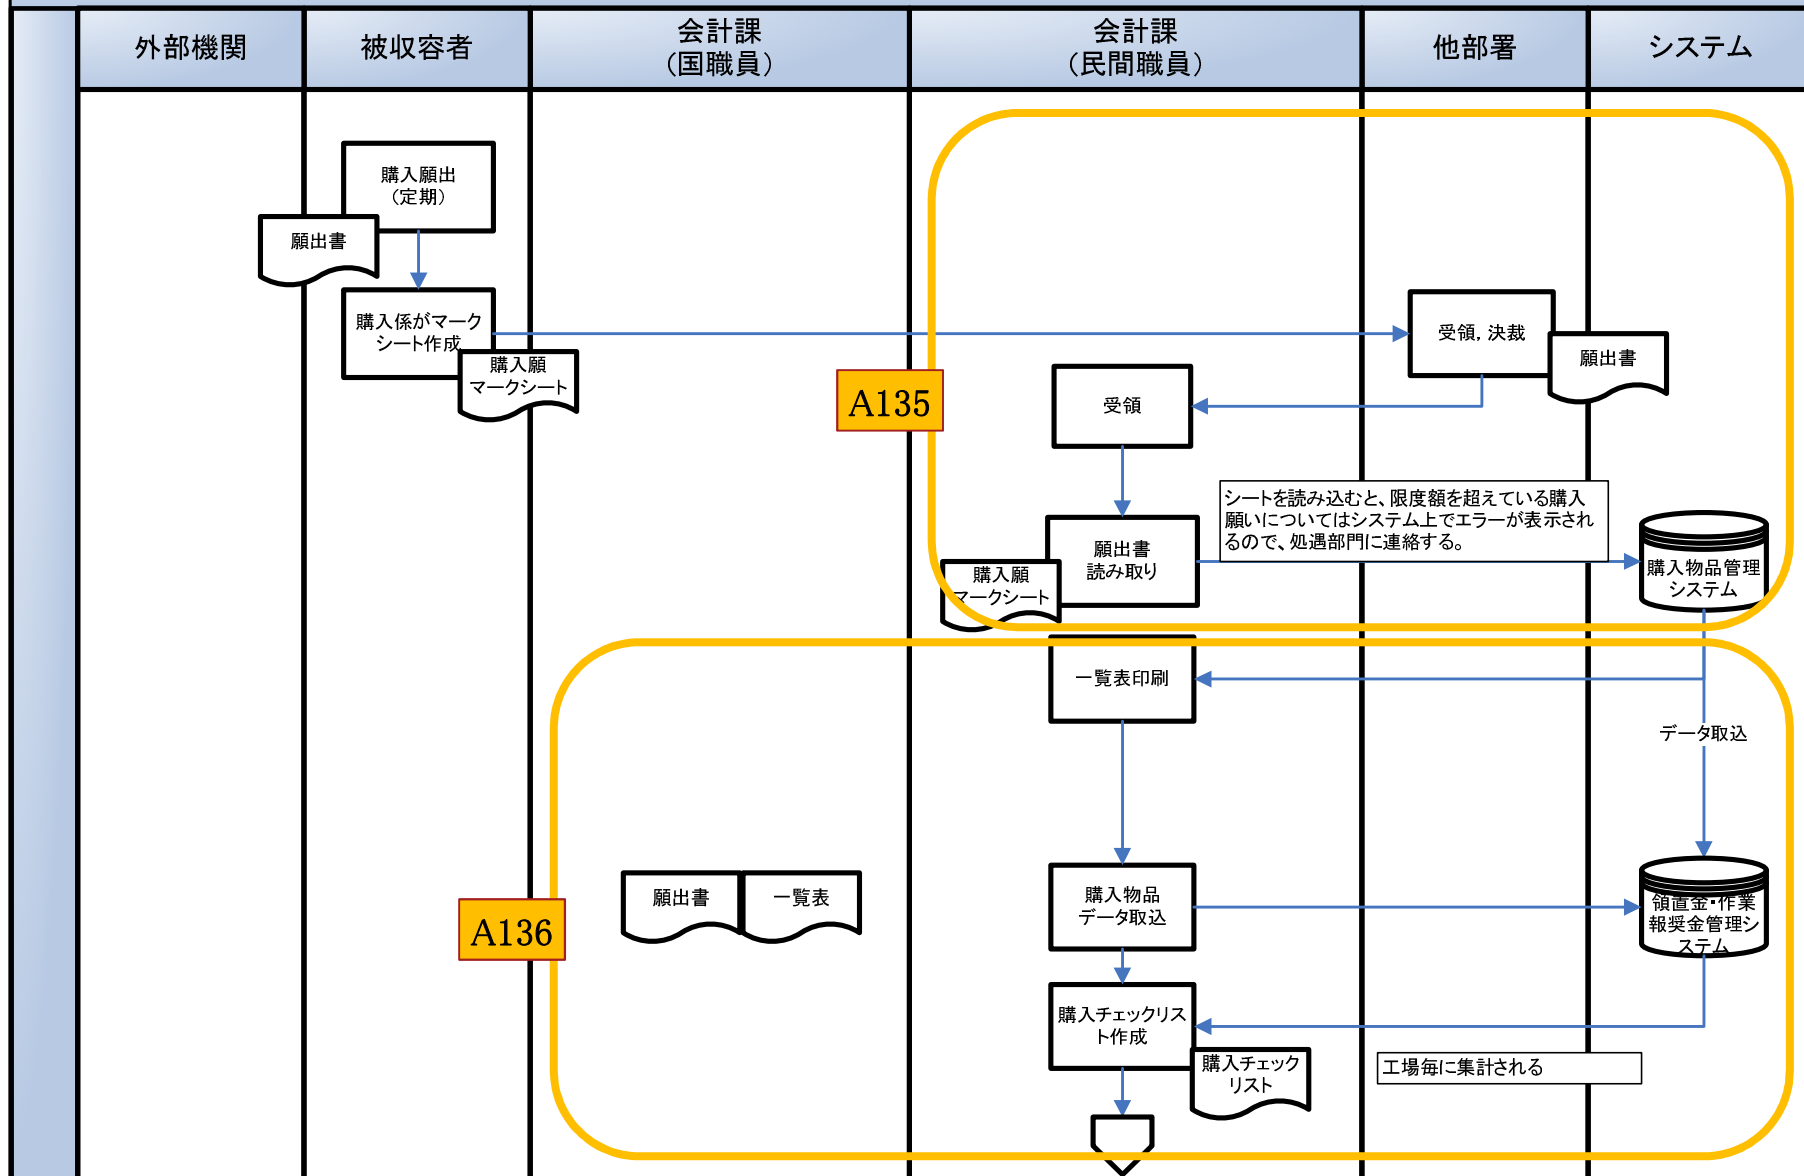 外部機関
被収容者
会計課
（国職員）
会計課
（民間職員）
他部署
システム
購入願出
（定期）
願出書
購入係がマーク
シート作成
購入願
マークシート
受領，決裁
願出書
A135
受領
シートを読み込むと、限度額を超えている購入
願いについてはシステム上でエラーが表示され
るので、処遇部門に連絡する。
願出書
読み取り
購入願
マークシート
購入物品管理
システム
一覧表印刷
データ取込
願出書
一覧表
A136
購入物品
データ取込
領置金・作業
報奨金管理シ
ステム
購入チェックリス
ト作成
購入チェック
リスト
工場毎に集計される